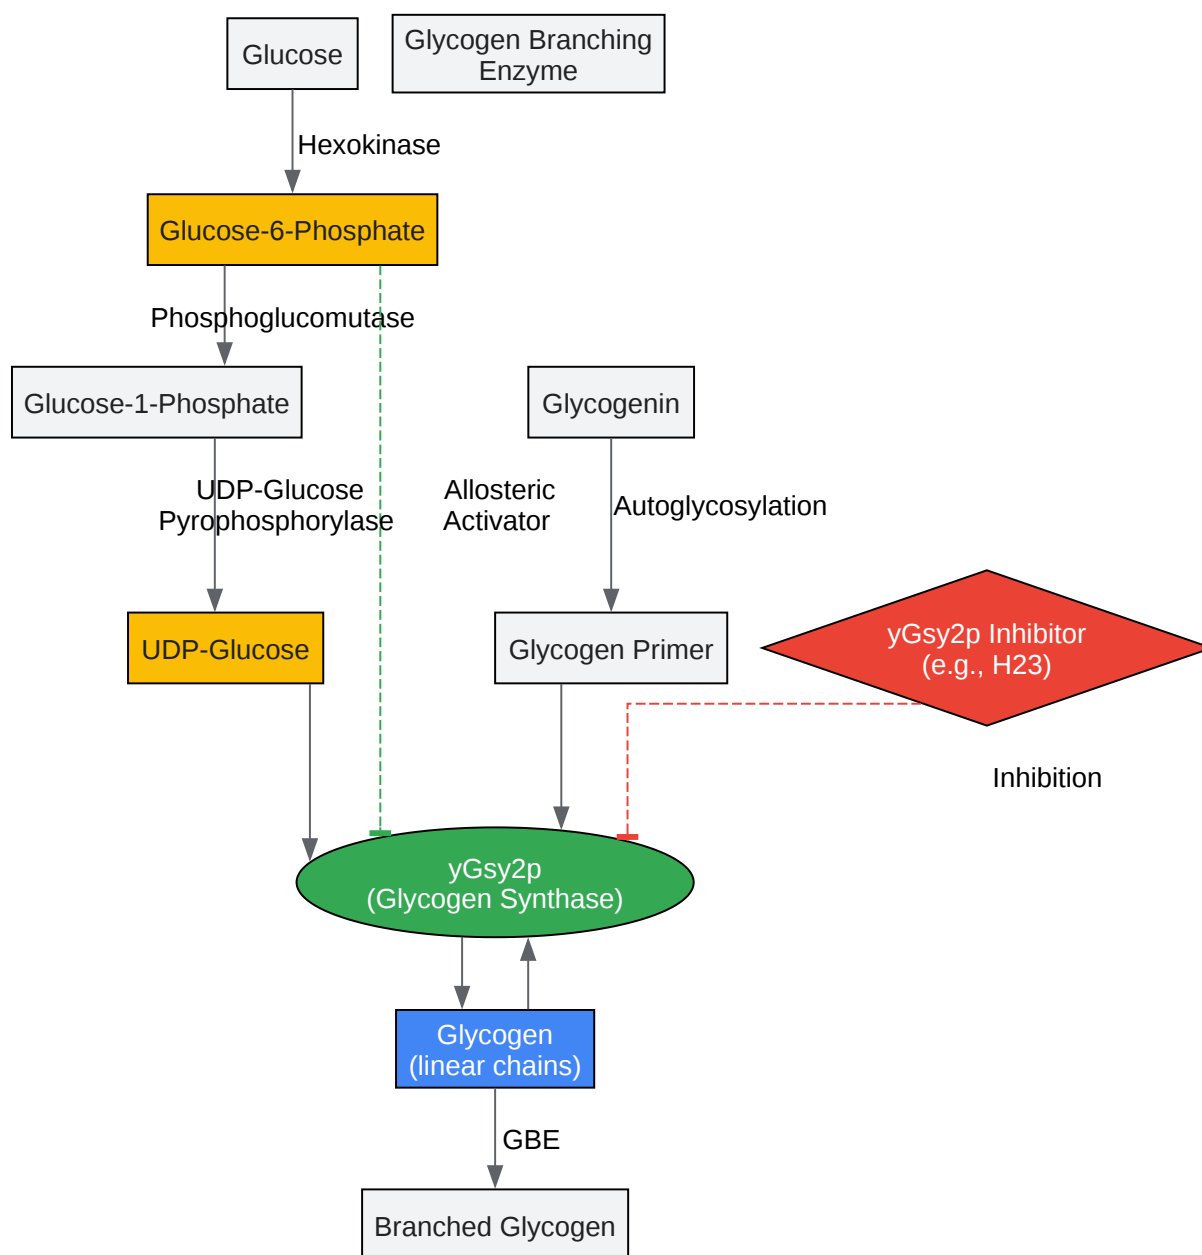 Glucose
Glycogen Branching
Enzyme
Hexokinase
Glucose-6-Phosphate
Phosphoglucomutase
Glucose-1-Phosphate
Glycogenin
UDP-Glucose
Pyrophosphorylase
Allosteric
Activator
Autoglycosylation
UDP-Glucose
Glycogen Primer
yGsy2p Inhibitor
(e.g., H23)
Inhibition
yGsy2p
(Glycogen Synthase)
Glycogen
(linear chains)
GBE
Branched Glycogen